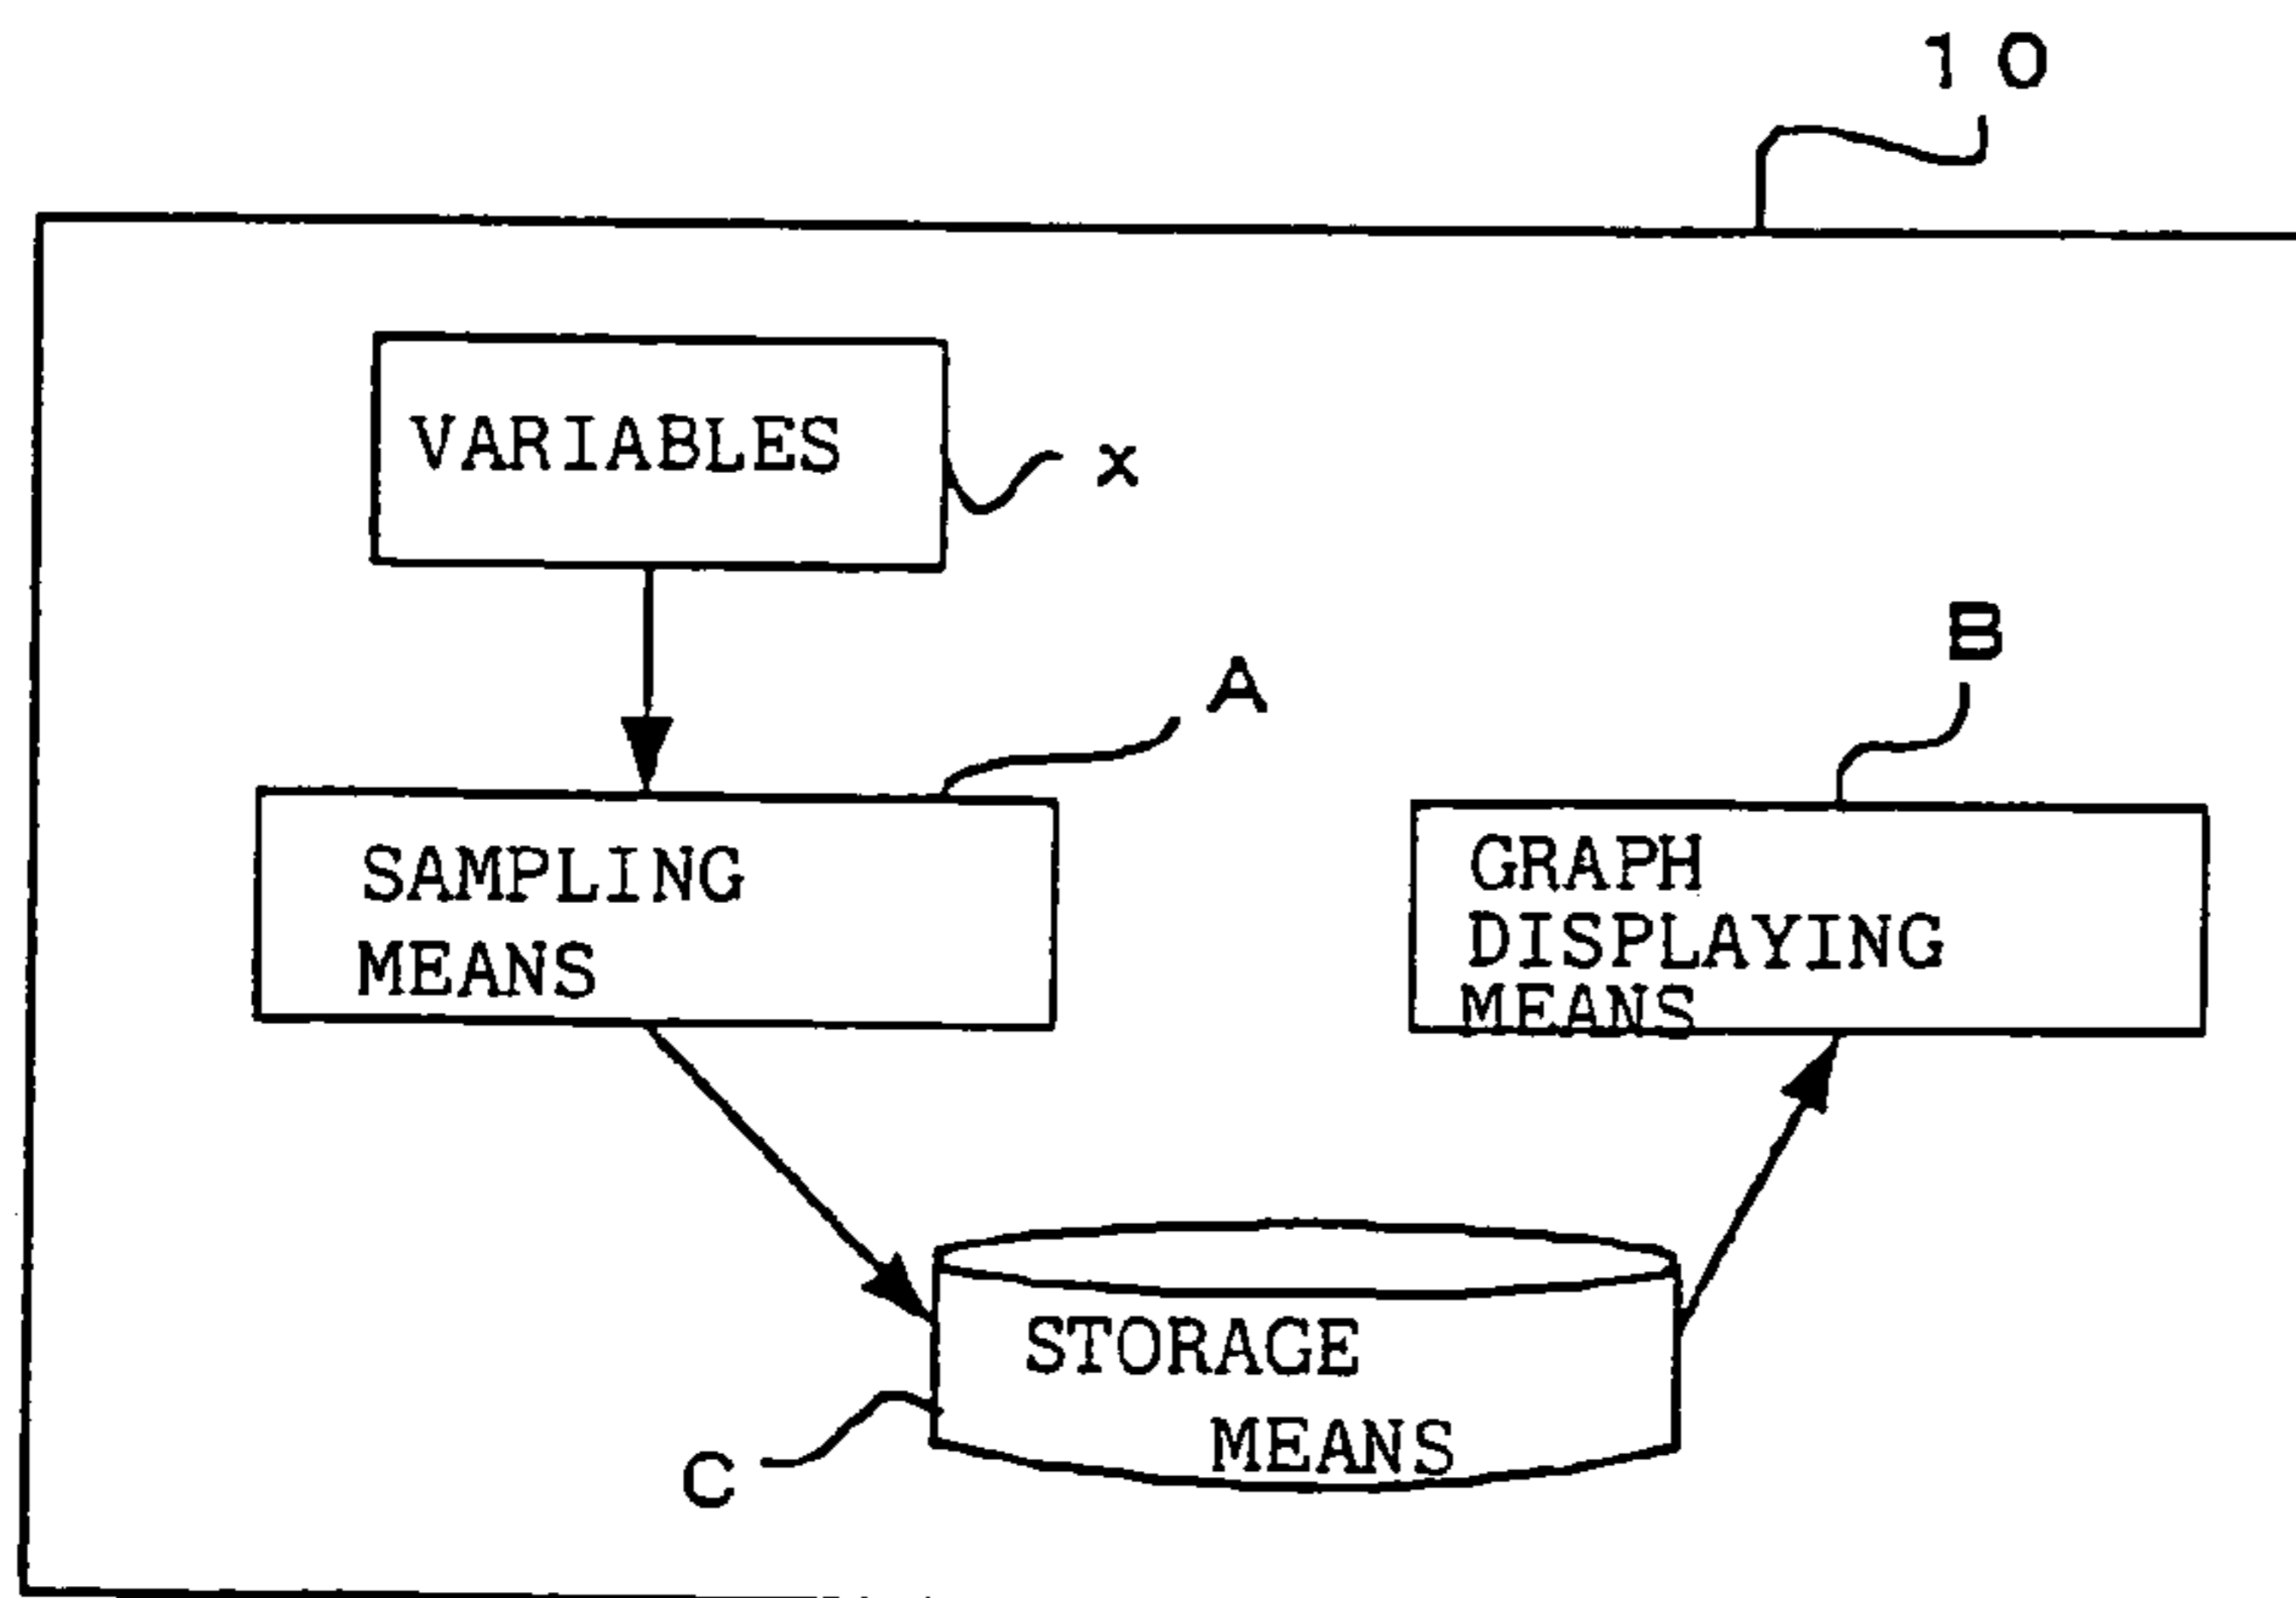 10
VARIABLES
x
A
B
SAMPLING
MEANS
GRAPH
DISPLAYING
MEANS
STORAGE
MEANS
C